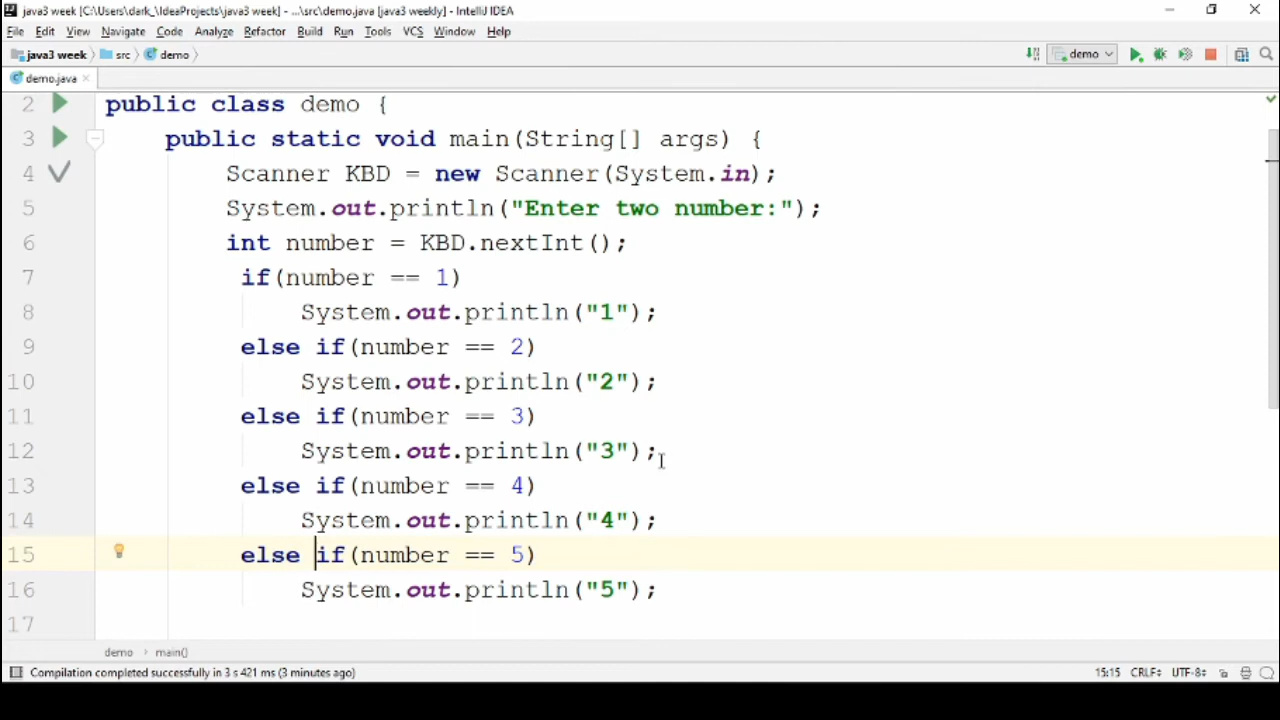 java3 week [C:\Users\dark_\IdeaProjects\java3 week] - ...\src\demo.java [java3 weekly] - IntelliJ IDEA
File Edit View Navigate Code Analyze Refactor Build Run Tools VCS Window Help
java3 week src demo demo
demo.java
2 public class demo {
3 public static void main(String[] args) {
4 Scanner KBD = new Scanner(System.in);
5 System.out.println("Enter two number:");
6 int number = KBD.nextInt();
7 if(number == 1)
8 System.out.println("1");
9 else if(number == 2)
10 System.out.println("2");
11 else if(number == 3)
12 System.out.println("3");
13 else if(number == 4)
14 System.out.println("4");
15 else if(number == 5)
16 System.out.println("5");
17
demo main()
Compilation completed successfully in 3 s 421 ms (3 minutes ago) 15:15 CRLF UTF-8